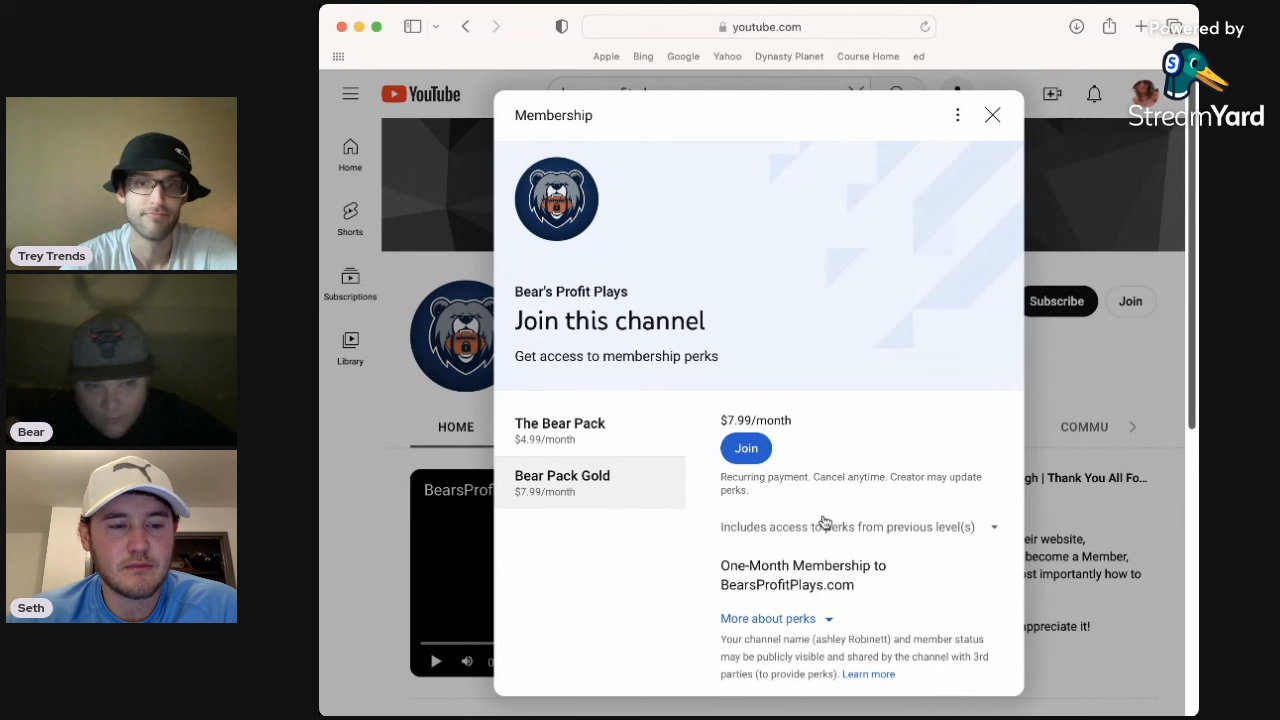 youtube.com
Powered by
Apple Bing Google Yahoo Dynasty Planet Course Home ed
StreamYard
YouTube
Membership
Home
Shorts
Subscriptions
Library
Bear's Profit Plays
Join this channel
Get access to membership perks
Subscribe Join
HOME
COMMU
The Bear Pack
$4.99/month
Bear Pack Gold
$7.99/month
$7.99/month
Join
Recurring payment. Cancel anytime. Creator may update
perks.
Includes access to perks from previous level(s)
One-Month Membership to
BearsProfitPlays.com
More about perks
Your channel name (ashley Robinett) and member status
may be publicly visible and shared by the channel with 3rd
parties (to provide perks). Learn more
BearsProf
gh | Thank You All Fo...
eir website,
become a Member,
st importantly how to
appreciate it!
Trey Trends
Bear
Seth